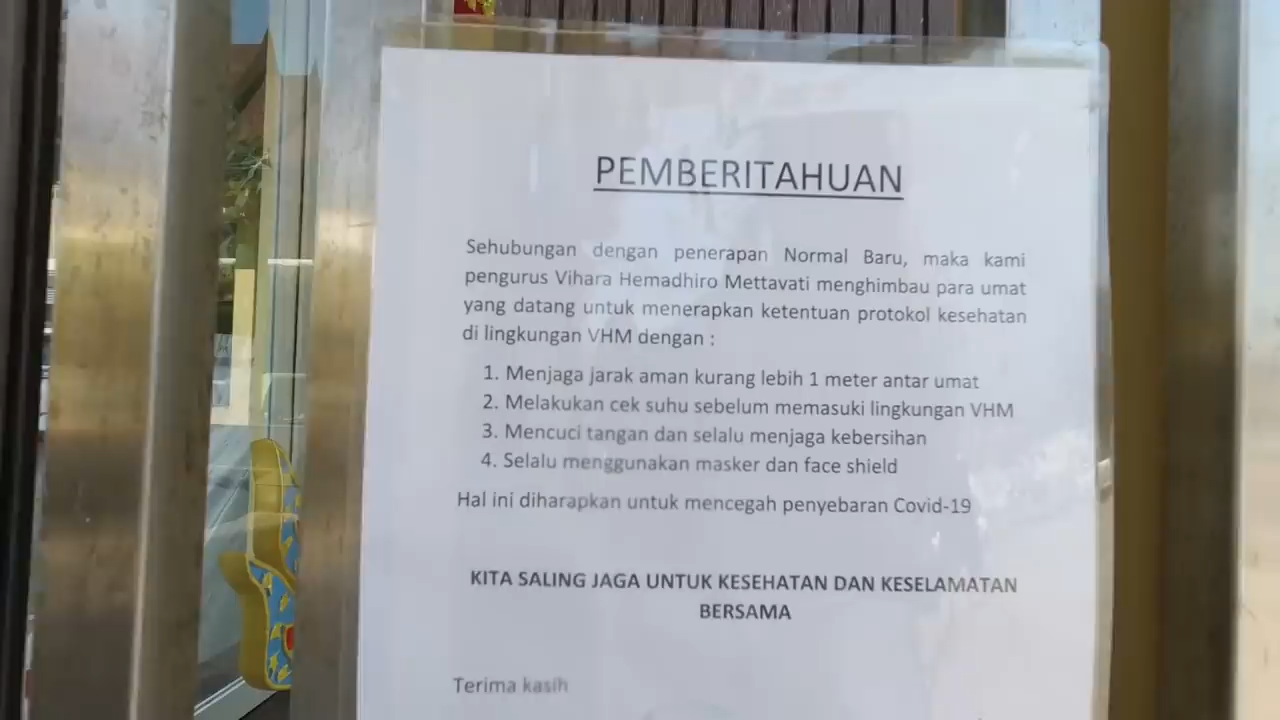 PEMBERITAHUAN
Sehubungan dengan penerapan Normal Baru, maka kami
pengurus Vihara Hemadhiro Mettavati menghimbau para umat
yang datang untuk menerapkan ketentuan protokol kesehatan
di lingkungan VHM dengan :
1. Menjaga jarak aman kurang lebih 1 meter antar umat
2. Melakukan cek suhu sebelum memasuki lingkungan VHM
3. Mencuci tangan dan selalu menjaga kebersihan
4. Selalu menggunakan masker dan face shield
Hal ini diharapkan untuk mencegah penyebaran Covid-19
KITA SALING JAGA UNTUK KESEHATAN DAN KESELAMATAN
BERSAMA
Terima kasih